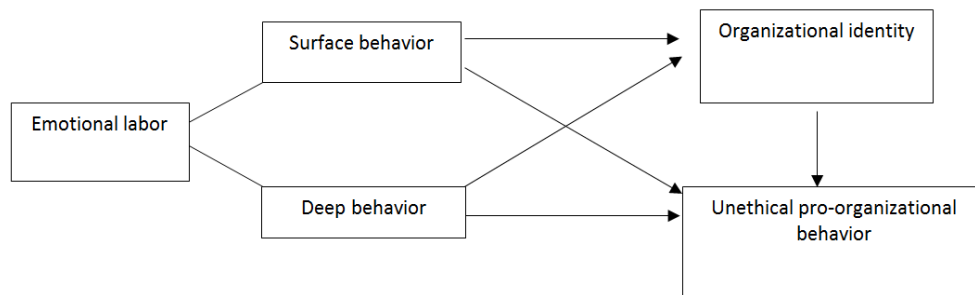 Surface behavior
Organizational identity
Emotional labor
Deep behavior
Unethical pro-organizational
behavior